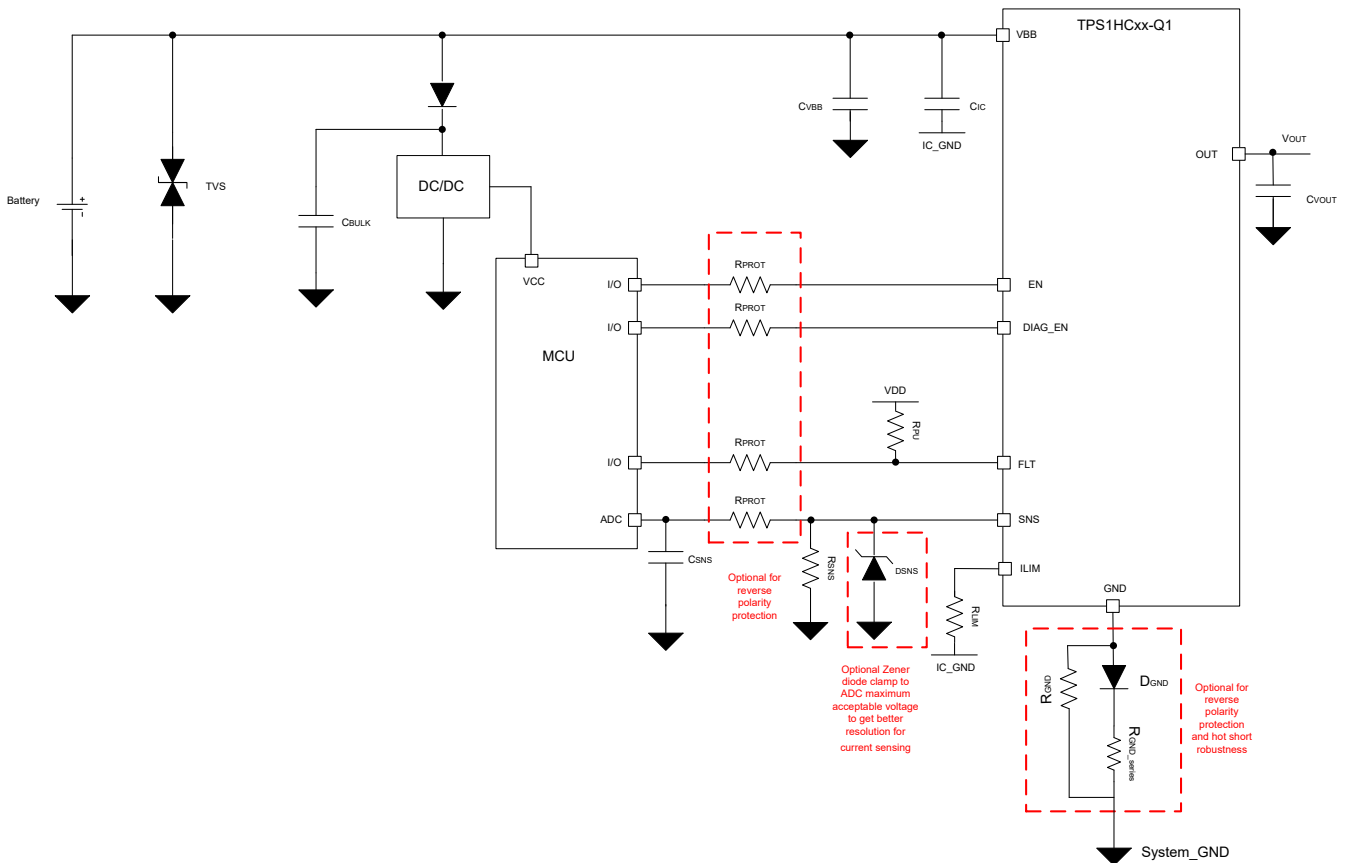 TPS1HCxx-Q1
VBB
CVBB
CIC
IC_GND
OUT
VOUT
CVOUT
Battery
+
-
TVS
DC/DC
CBULK
VCC
MCU
I/O
RPROT
EN
I/O
RPROT
DIAG_EN
VDD
RPU
I/O
RPROT
FLT
ADC
RPROT
SNS
CSNS
RSNS
DSNS
ILIM
RLIM
IC_GND
GND
Optional for
reverse
polarity
protection
Optional Zener
diode clamp to
ADC maximum
acceptable voltage
to get better
resolution for
current sensing
RGND
DGND
RGND_series
Optional for
reverse
polarity
protection
and hot short
robustness
System_GND